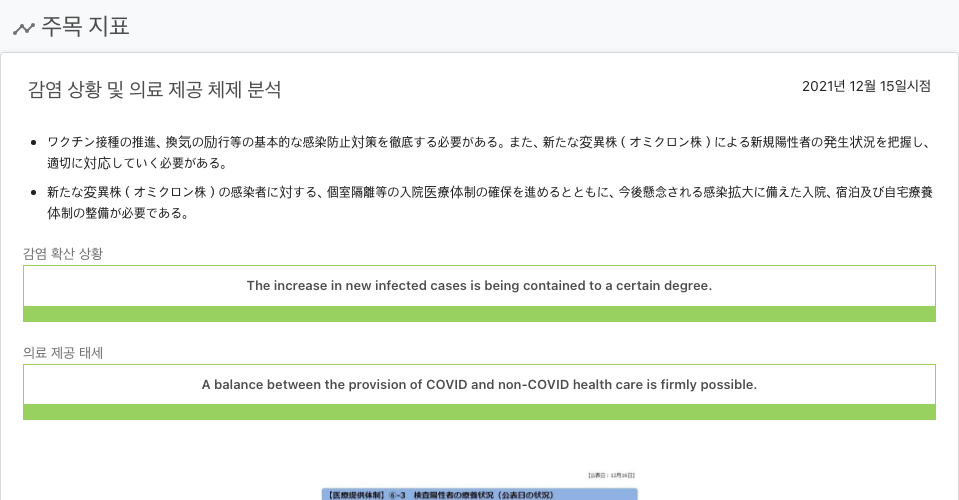 주목 지표
감염 상황 및 의료 제공 체제 분석
2021년 12월 15일시점
ワクチン接種の推進、換気の励行等の基本的な感染防止対策を徹底する必要がある。また、新たな変異株（オミクロン株）による新規陽性者の発生状況を把握し、
適切に対応していく必要がある。
新たな変異株（オミクロン株）の感染者に対する、個室隔離等の入院医療体制の確保を進めるとともに、今後懸念される感染拡大に備えた入院、宿泊及び自宅療養
体制の整備が必要である。
감염 확산 상황
The increase in new infected cases is being contained to a certain degree.
의료 제공 태세
A balance between the provision of COVID and non-COVID health care is firmly possible.
【公表日：12月16日】
【医療提供体制】⑥-3 検査陽性者の療養状況（公表日の状況）